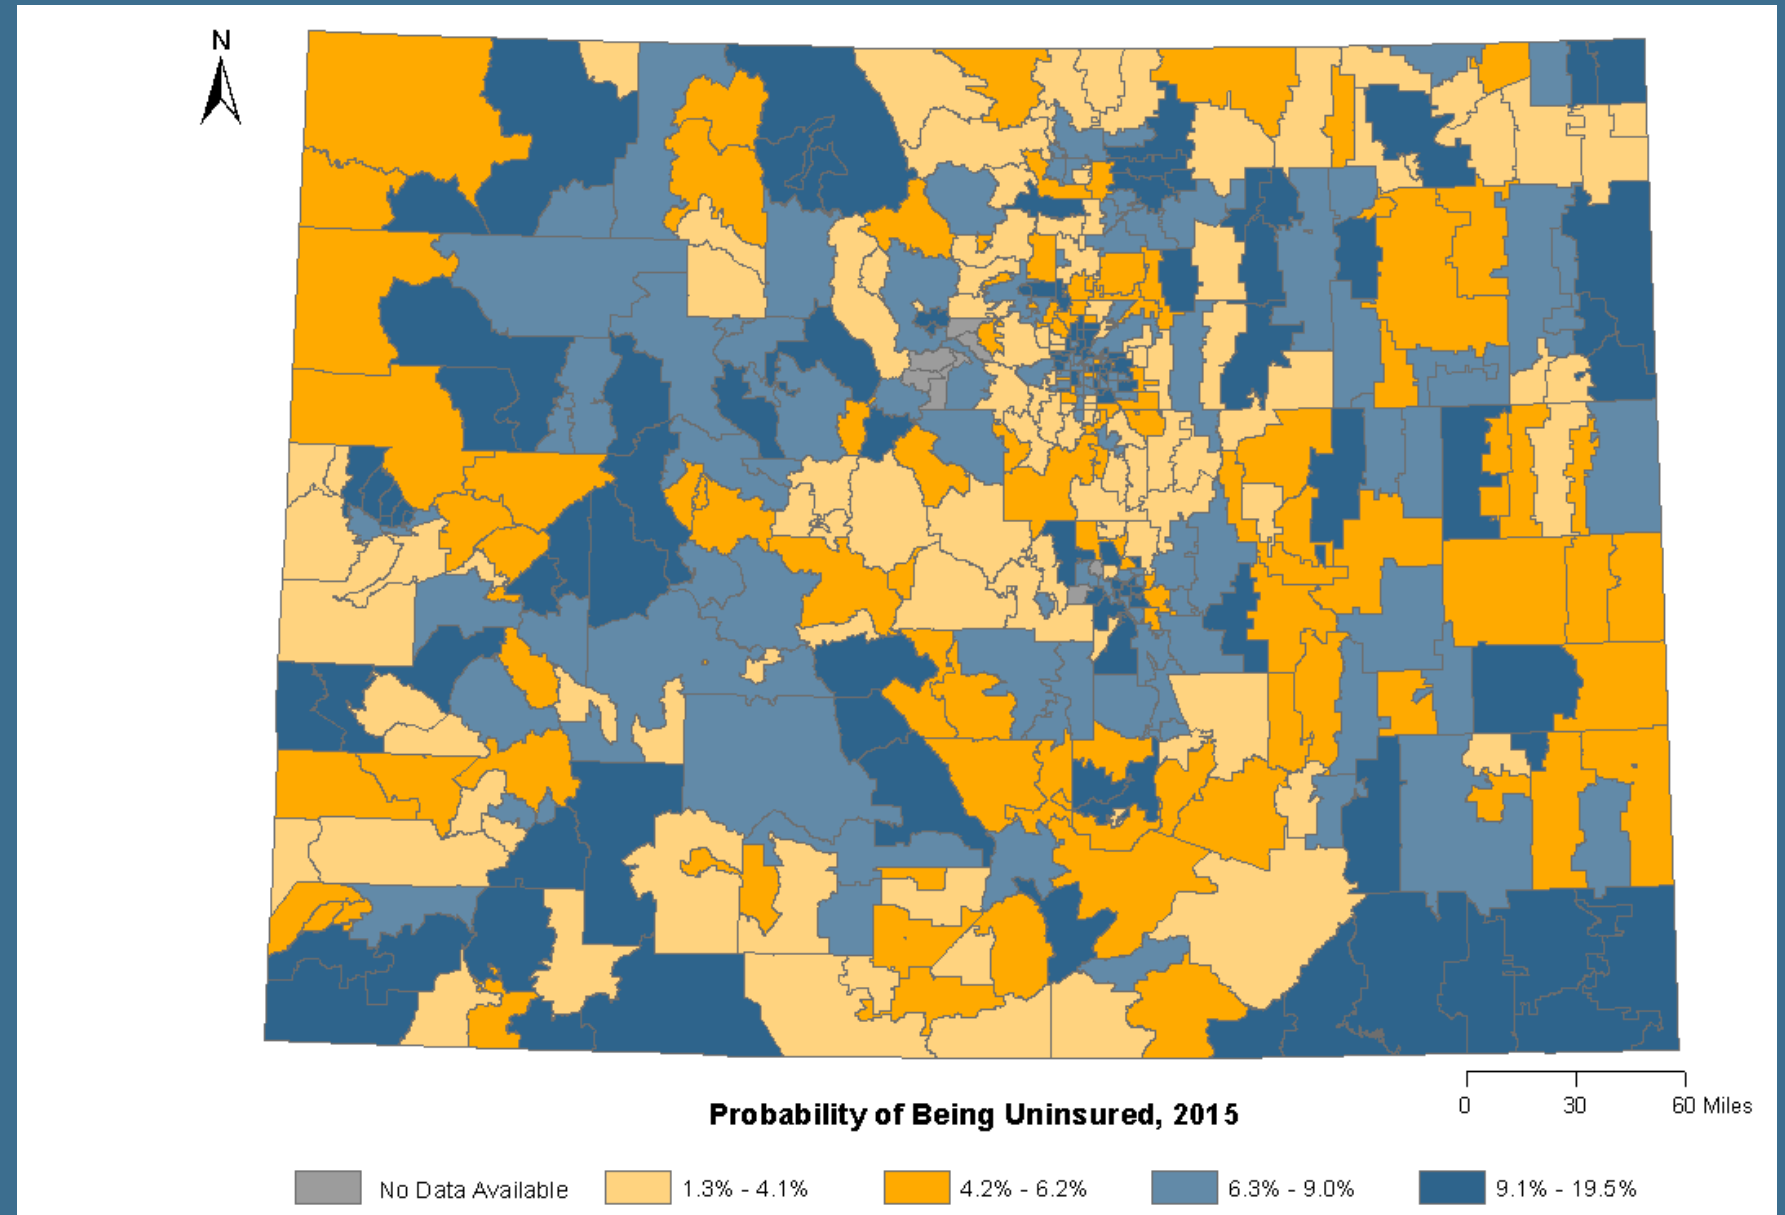 N
Probability of Being Uninsured, 2015
0 30 60 Miles
No Data Available 1.3% - 4.1% 4.2% - 6.2% 6.3% - 9.0% 9.1% - 19.5%